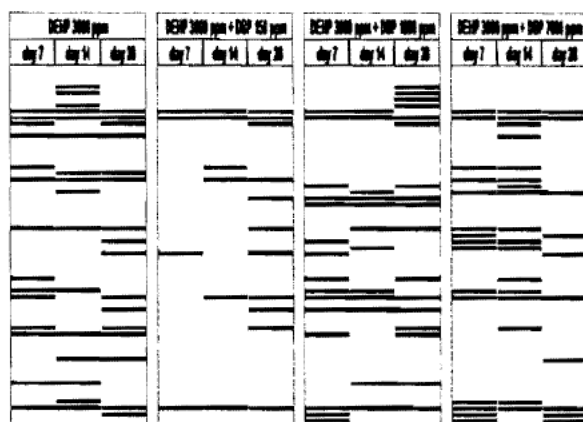 DEHP 3000 ppm
day 7 day 14 day 28
DEHP 3000 ppm + DBP 150 ppm
day 7 day 14 day 28
DEHP 3000 ppm + DBP 1000 ppm
day 7 day 14 day 28
DEHP 3000 ppm + DBP 7000 ppm
day 7 day 14 day 28